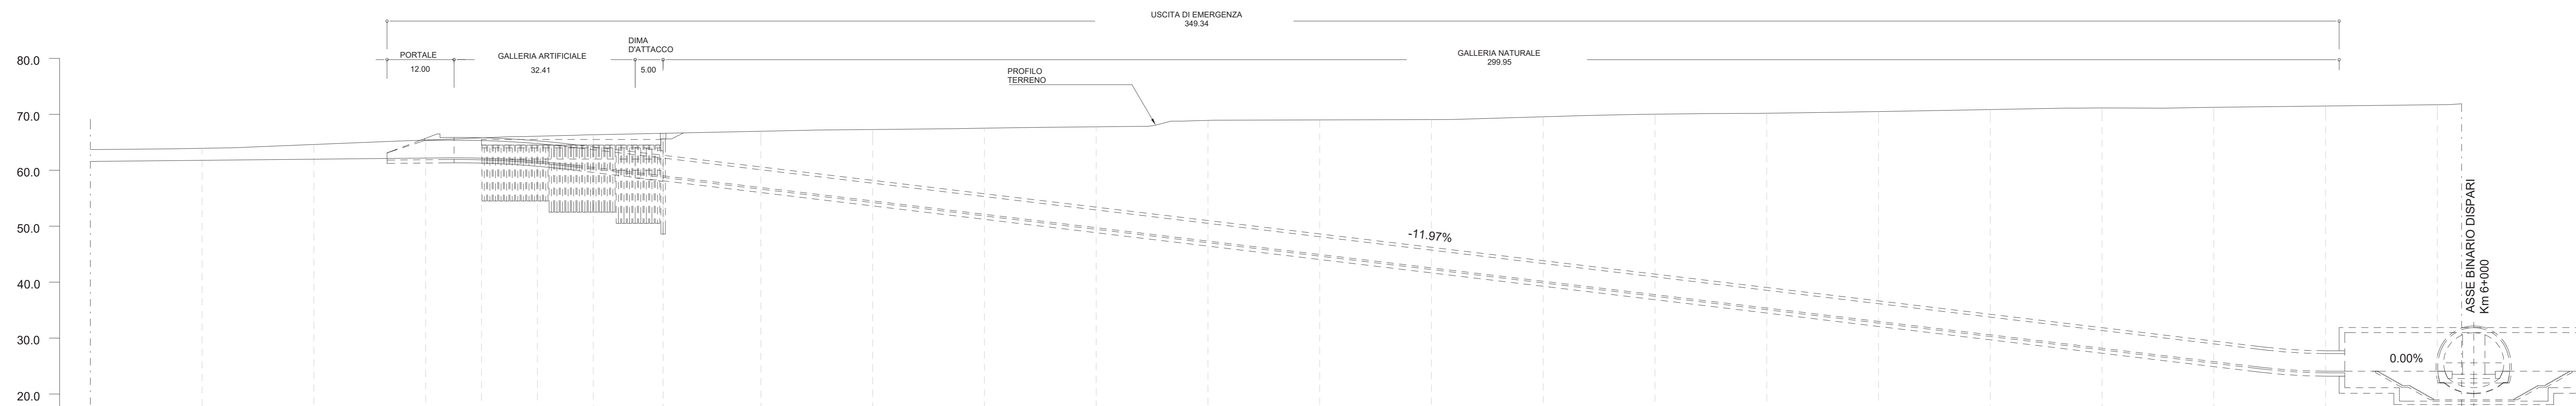 USCITA DI EMERGENZA
349.34
PORTALE
12.00
GALLERIA ARTIFICIALE
32.41
DIMA
D'ATTACCO
5.00
GALLERIA NATURALE
299.95
PROFILO
TERRENO
80.0
70.0
60.0
50.0
40.0
30.0
20.0
-11.97%
ASSE BINARIO DISPARI
Km 6+000
0.00%